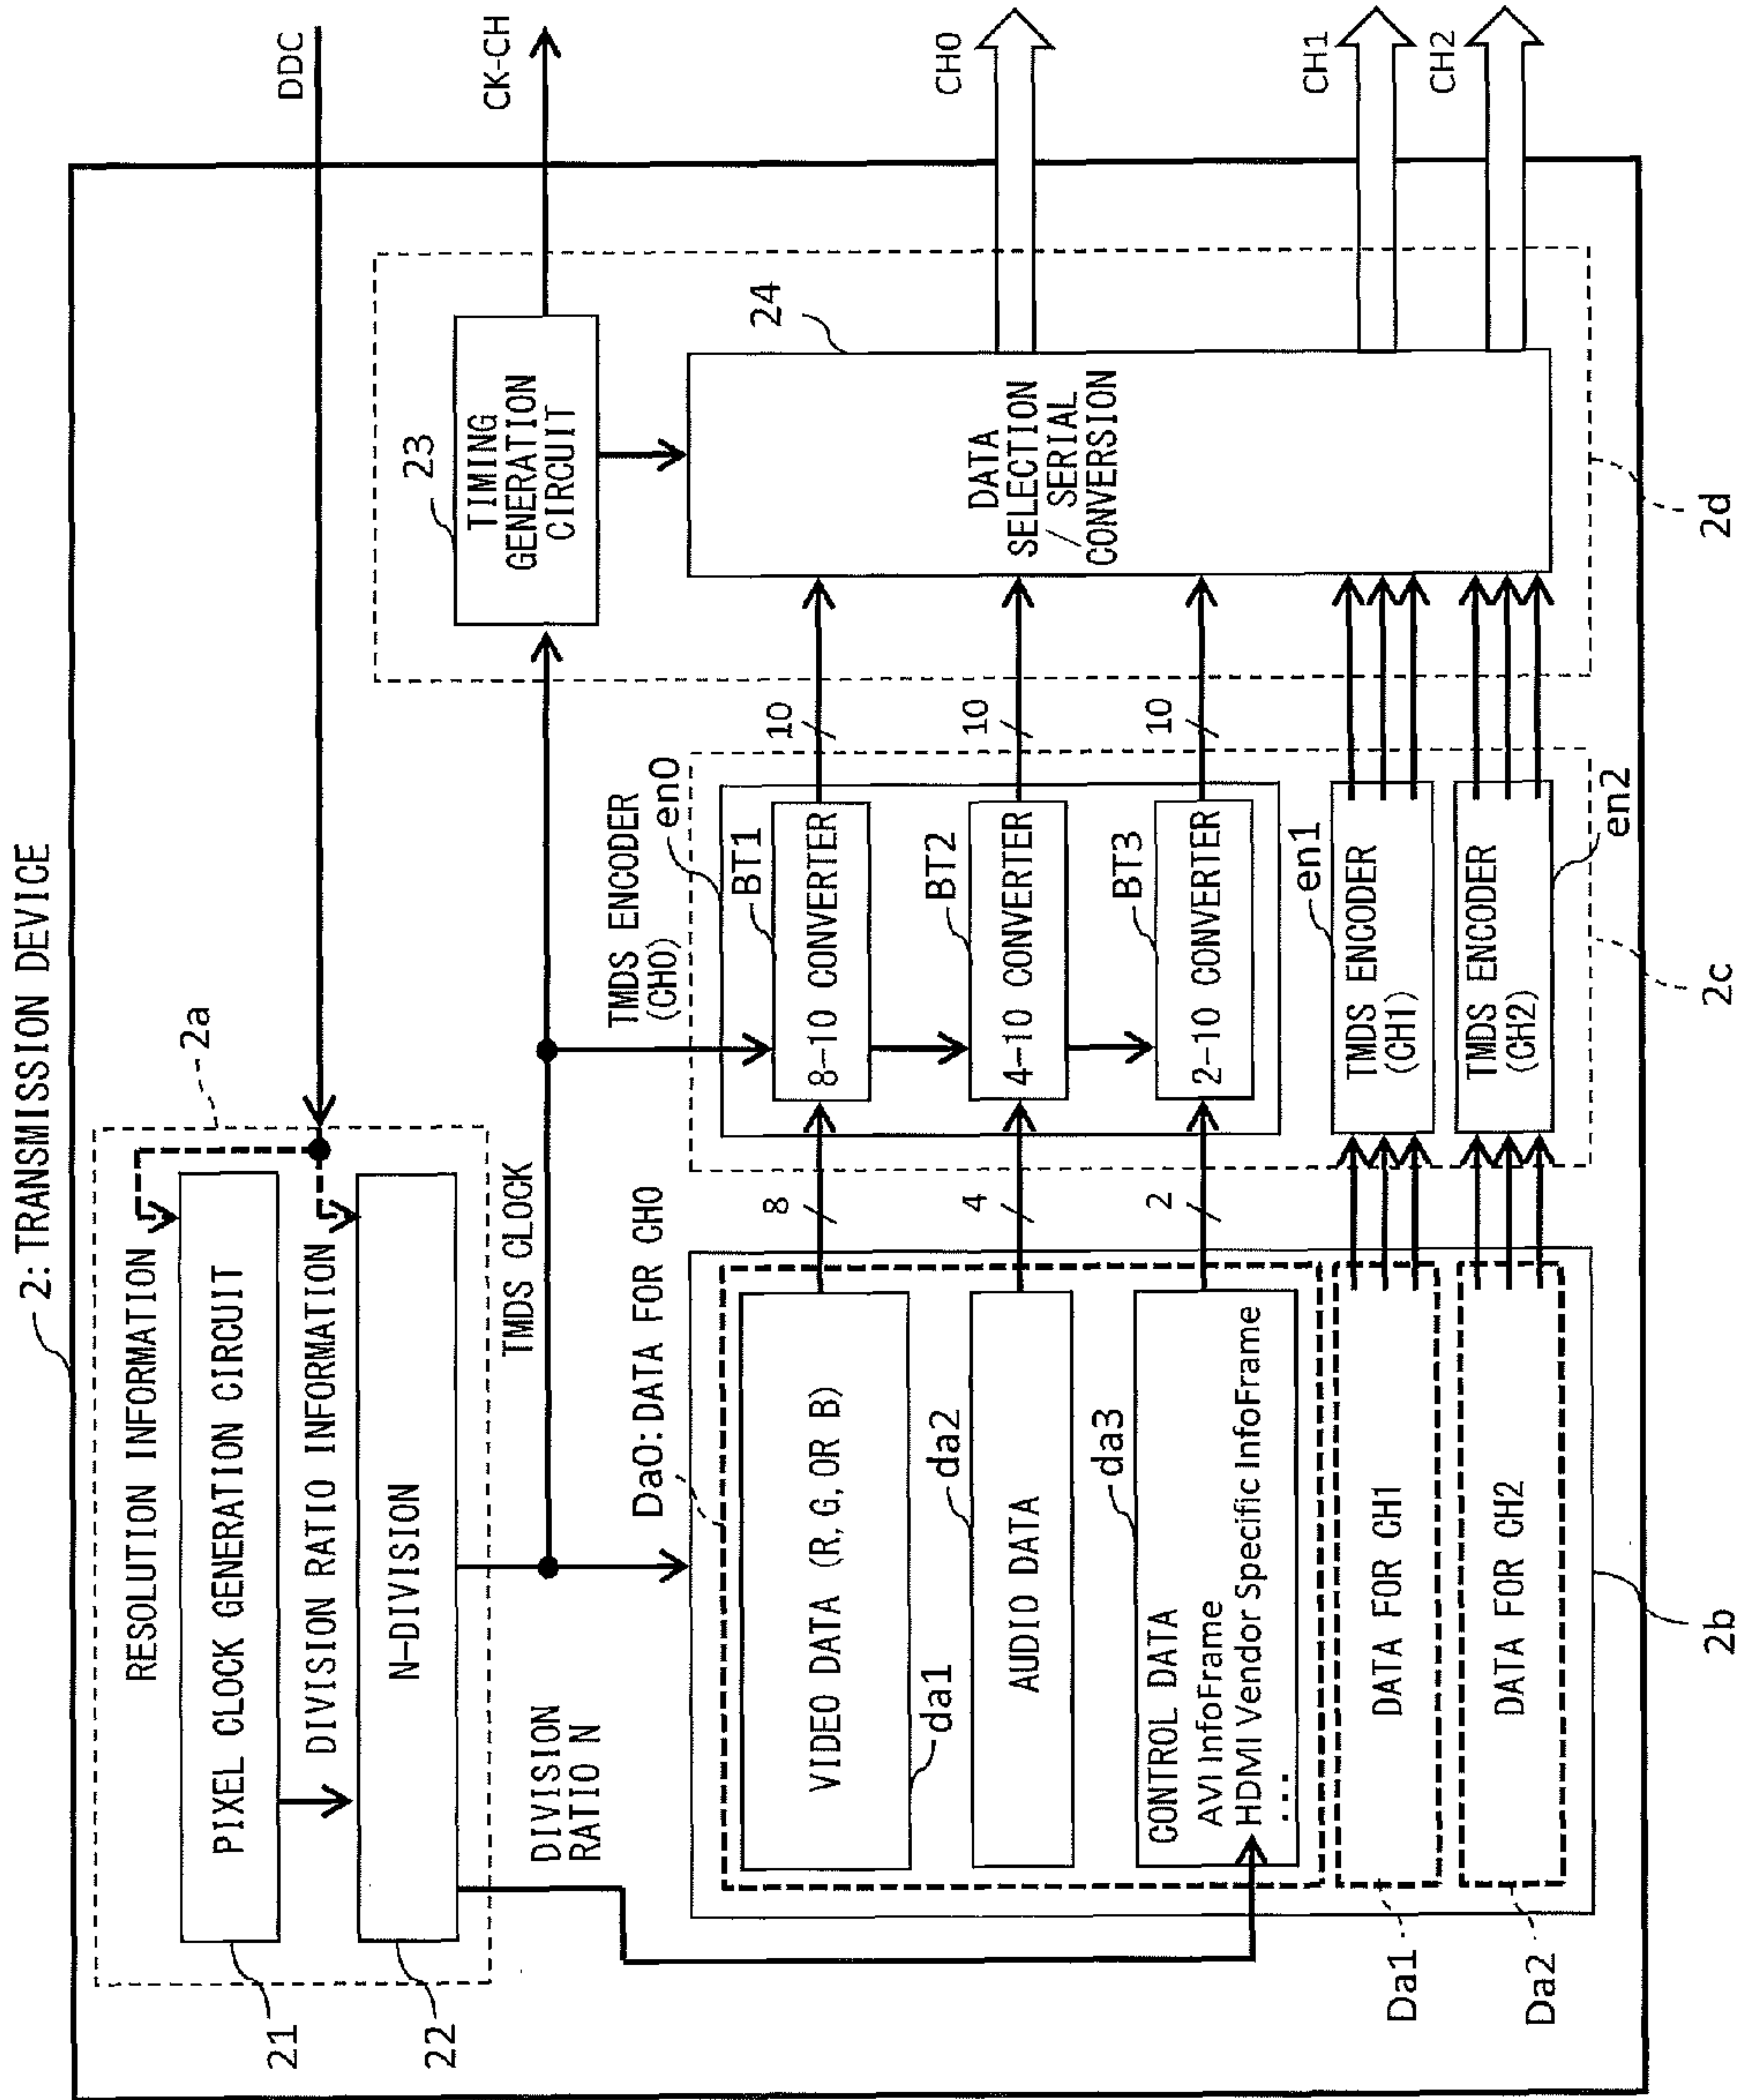 2: TRANSMISSION DEVICE
2a
RESOLUTION INFORMATION
PIXEL CLOCK GENERATION CIRCUIT
21
DIVISION RATIO INFORMATION
N-DIVISION
22
DDC
CK-CH
TMDS CLOCK
DIVISION
RATIO N
23
TIMING
GENERATION
CIRCUIT
Da0:DATA FOR CH0
VIDEO DATA (R, G, OR B)
da1
8
TMDS ENCODER
(CH0)
en0
BT1
8-10 CONVERTER
10
24
DATA
SELECTION
/ SERIAL
CONVERSION
CH0
da2
AUDIO DATA
4
BT2
4-10 CONVERTER
10
da3
CONTROL DATA
AVI InfoFrame
HDMI Vendor Specific InfoFrame
...
2
BT3
2-10 CONVERTER
10
DATA FOR CH1
Da1
en1
TMDS ENCODER
(CH1)
CH1
DATA FOR CH2
Da2
TMDS ENCODER
(CH2)
en2
CH2
2b
2c
2d